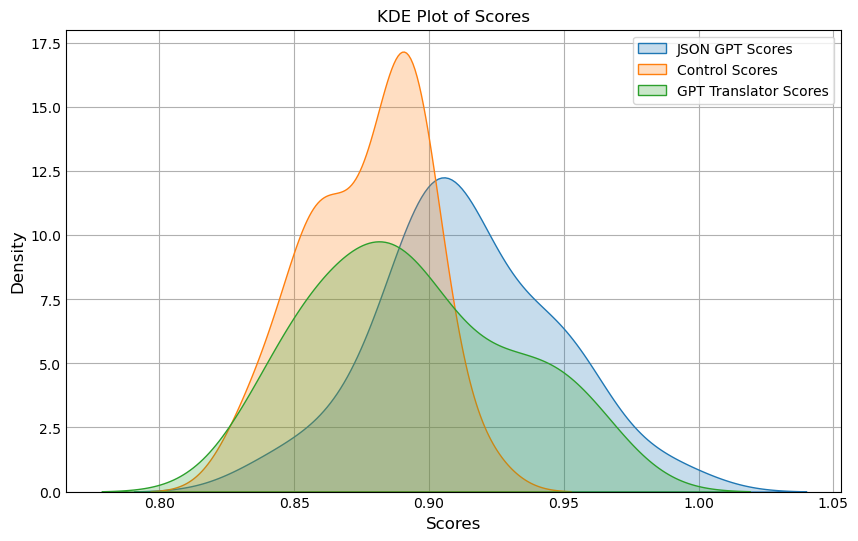 KDE Plot of Scores
JSON GPT Scores
Control Scores
GPT Translator Scores
Density
17.5
15.0
12.5
10.0
7.5
5.0
2.5
0.0
0.80
0.85
0.90
0.95
1.00
1.05
Scores